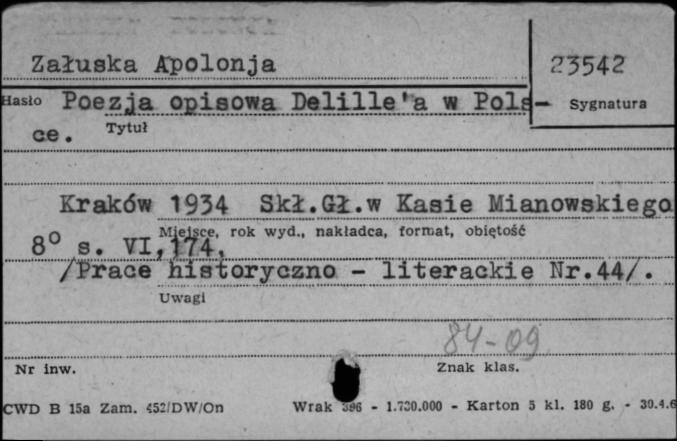 Załuska Apolonja
23542
Hasło Poezja opisowa Delille'a w Pols- Sygnatura
ce. Tytuł
Kraków 1934 Skł.Gł.w Kasie Mianowskiego
Miejsce, rok wyd., nakładca, format, objętość
8° s. VI,174.
/Prace historyczno - literackie Nr.44/.
Uwagi
84-09
Nr inw. Znak klas.
CWD B 15a Zam. 452/DW/On Wrak 396 - 1.730.000 - Karton 5 kl. 180 g. - 30.4.6